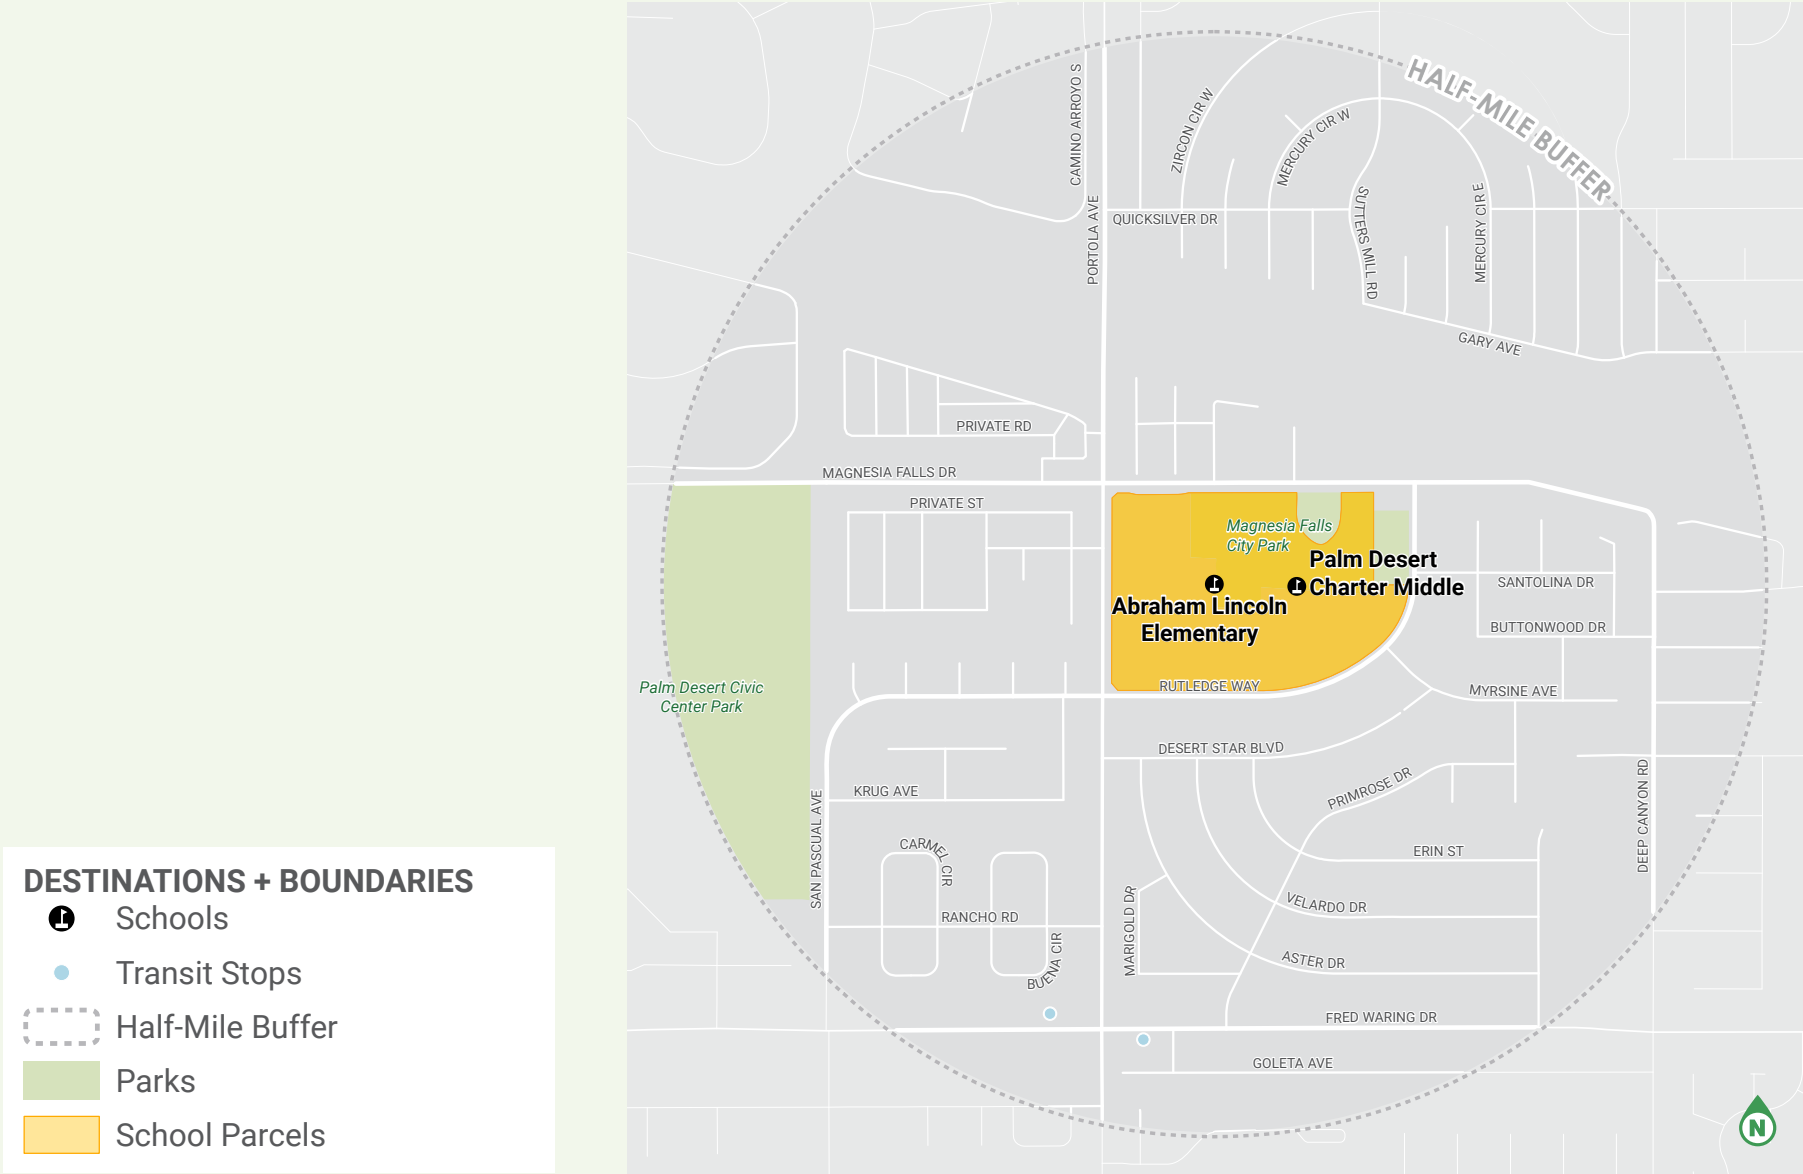 HALF-MILE BUFFER
CAMINO ARROYO S
ZIRCON CIR W
MERCURY CIR W
SUTTERS MILL RD
MERCURY CIR E
PORTOLA AVE
QUICKSILVER DR
GARY AVE
PRIVATE RD
MAGNESIA FALLS DR
PRIVATE ST
Magnesia Falls
City Park
Palm Desert
Charter Middle
Abraham Lincoln
Elementary
SANTOLINA DR
BUTTONWOOD DR
Palm Desert Civic
Center Park
RUTLEDGE WAY
MYRSINE AVE
DESERT STAR BLVD
PRIMROSE DR
KRUG AVE
SAN PASCUAL AVE
CARMEL CIR
ERIN ST
DEEP CANYON RD
VELARDO DR
RANCHO RD
MARIGOLD DR
BUENA CIR
ASTER DR
FRED WARING DR
GOLETA AVE
N
DESTINATIONS + BOUNDARIES
Schools
Transit Stops
Half-Mile Buffer
Parks
School Parcels